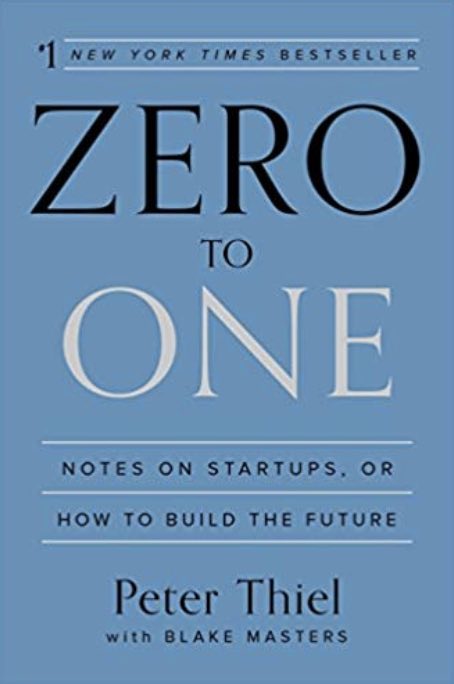 #1 NEW YORK TIMES BESTSELLER
ZERO
TO
ONE
NOTES ON STARTUPS, OR
HOW TO BUILD THE FUTURE
Peter Thiel
with BLAKE MASTERS